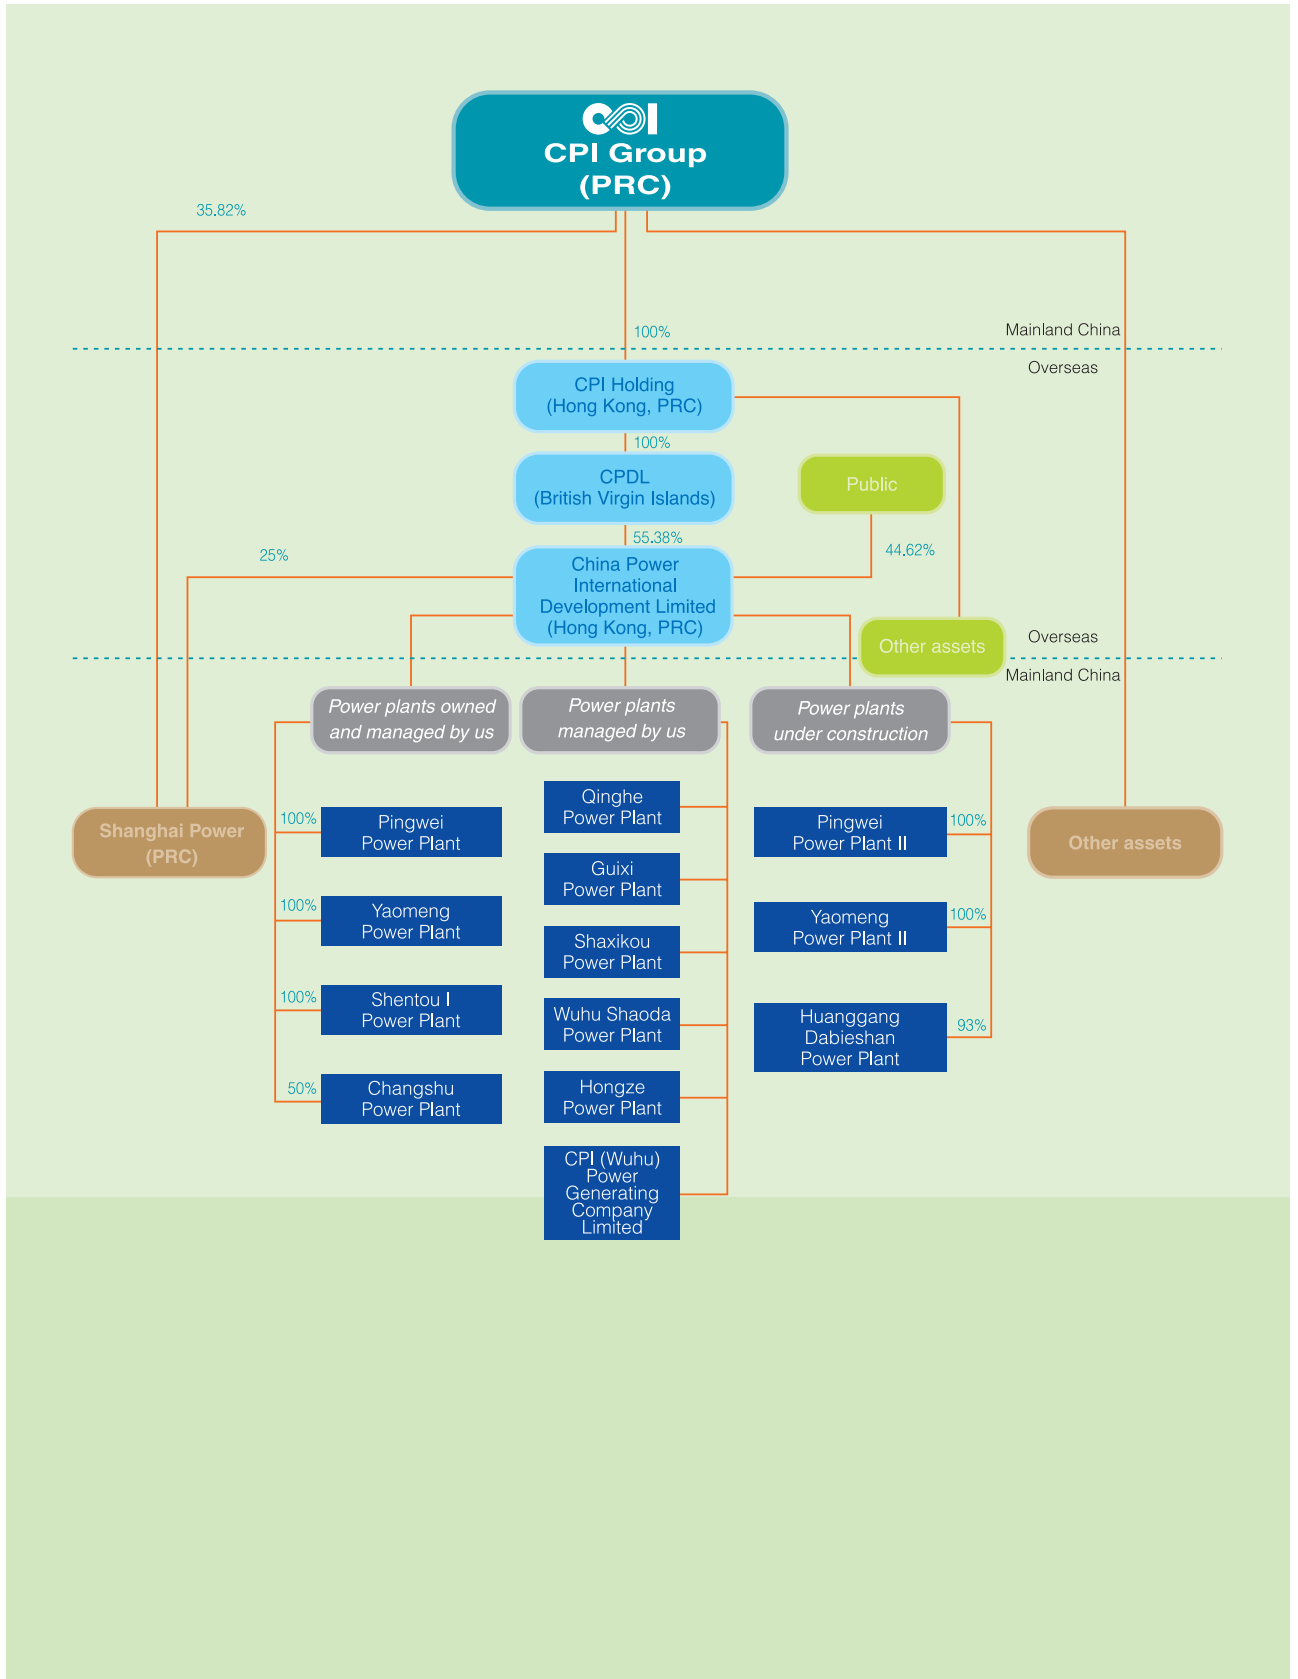 CPI
CPI Group
(PRC)
35.82%
100%
Mainland China
Overseas
CPI Holding
(Hong Kong, PRC)
100%
CPDL
(British Virgin Islands)
Public
55.38%
44.62%
25%
China Power
International
Development Limited
(Hong Kong, PRC)
Other assets
Overseas
Mainland China
Power plants owned
and managed by us
Power plants
managed by us
Power plants
under construction
Shanghai Power
(PRC)
100%
Pingwei
Power Plant
100%
Yaomeng
Power Plant
100%
Shentou I
Power Plant
50%
Changshu
Power Plant
Qinghe
Power Plant
Guixi
Power Plant
Shaxikou
Power Plant
Wuhu Shaoda
Power Plant
Hongze
Power Plant
CPI (Wuhu)
Power
Generating
Company
Limited
Pingwei
Power Plant II
100%
Yaomeng
Power Plant II
100%
Huanggang
Dabieshan
Power Plant
93%
Other assets